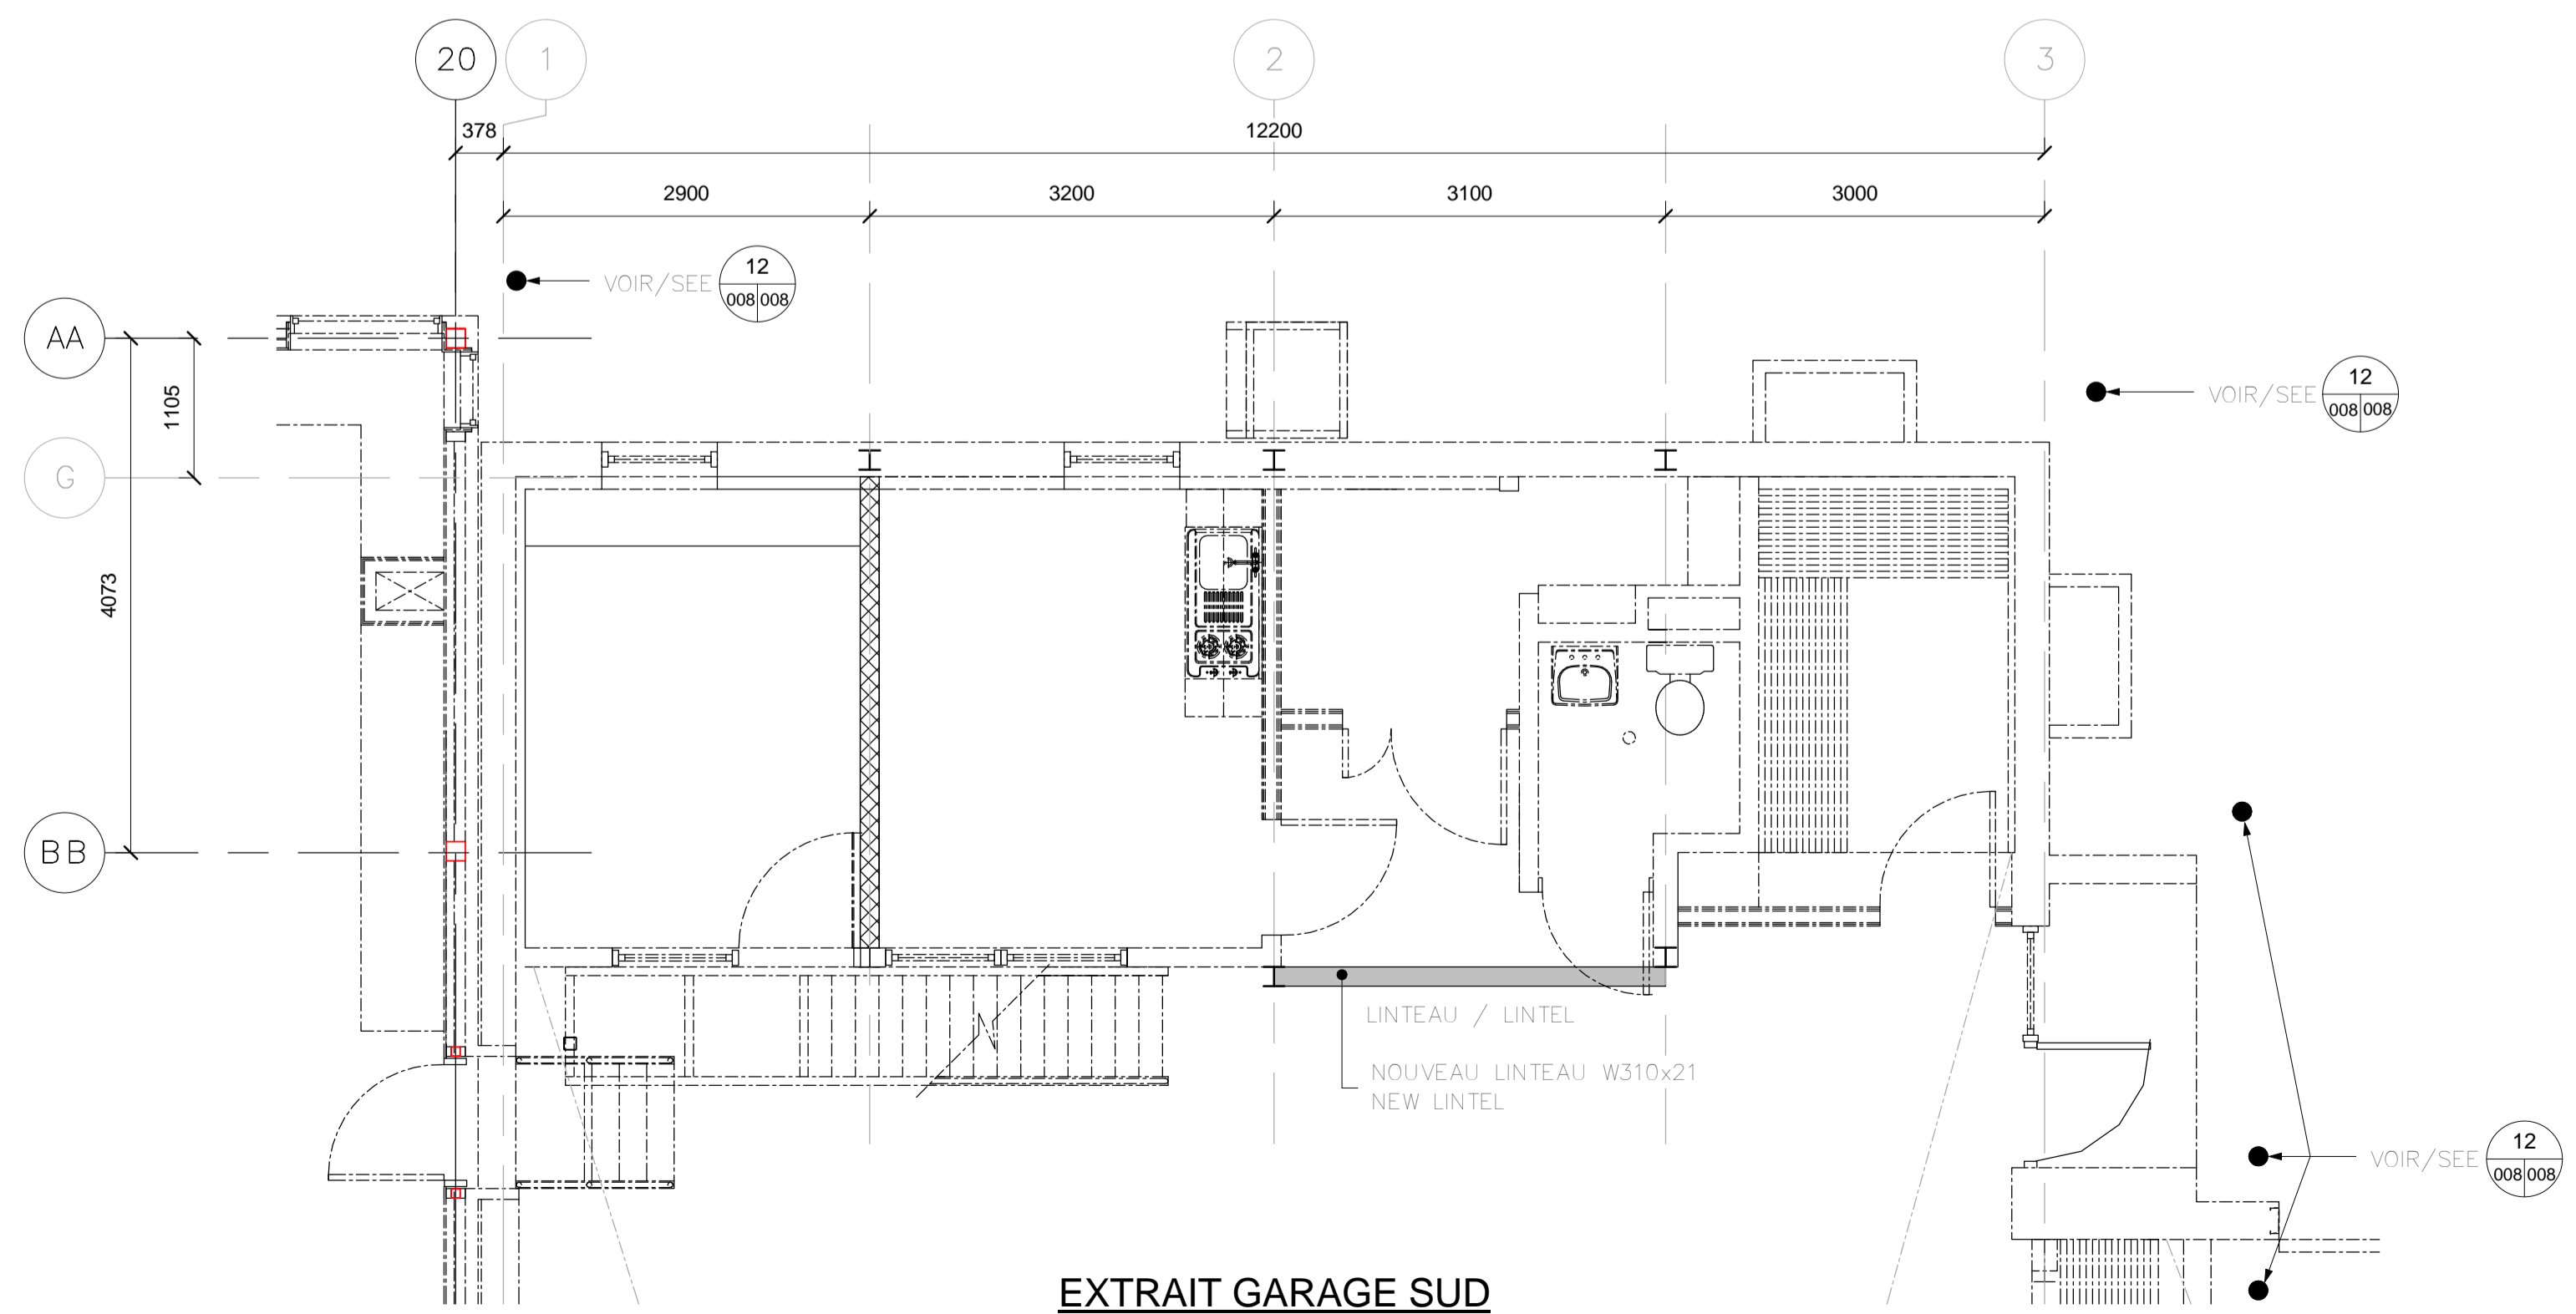 20
1
2
3
378
12200
2900
3200
3100
3000
VOIR/SEE
12
008 008
AA
1105
VOIR/SEE
12
008 008
G
4073
BB
LINTEAU / LINTEL
NOUVEAU LINTEAU W310x21
NEW LINTEL
VOIR/SEE
12
008 008
EXTRAIT GARAGE SUD